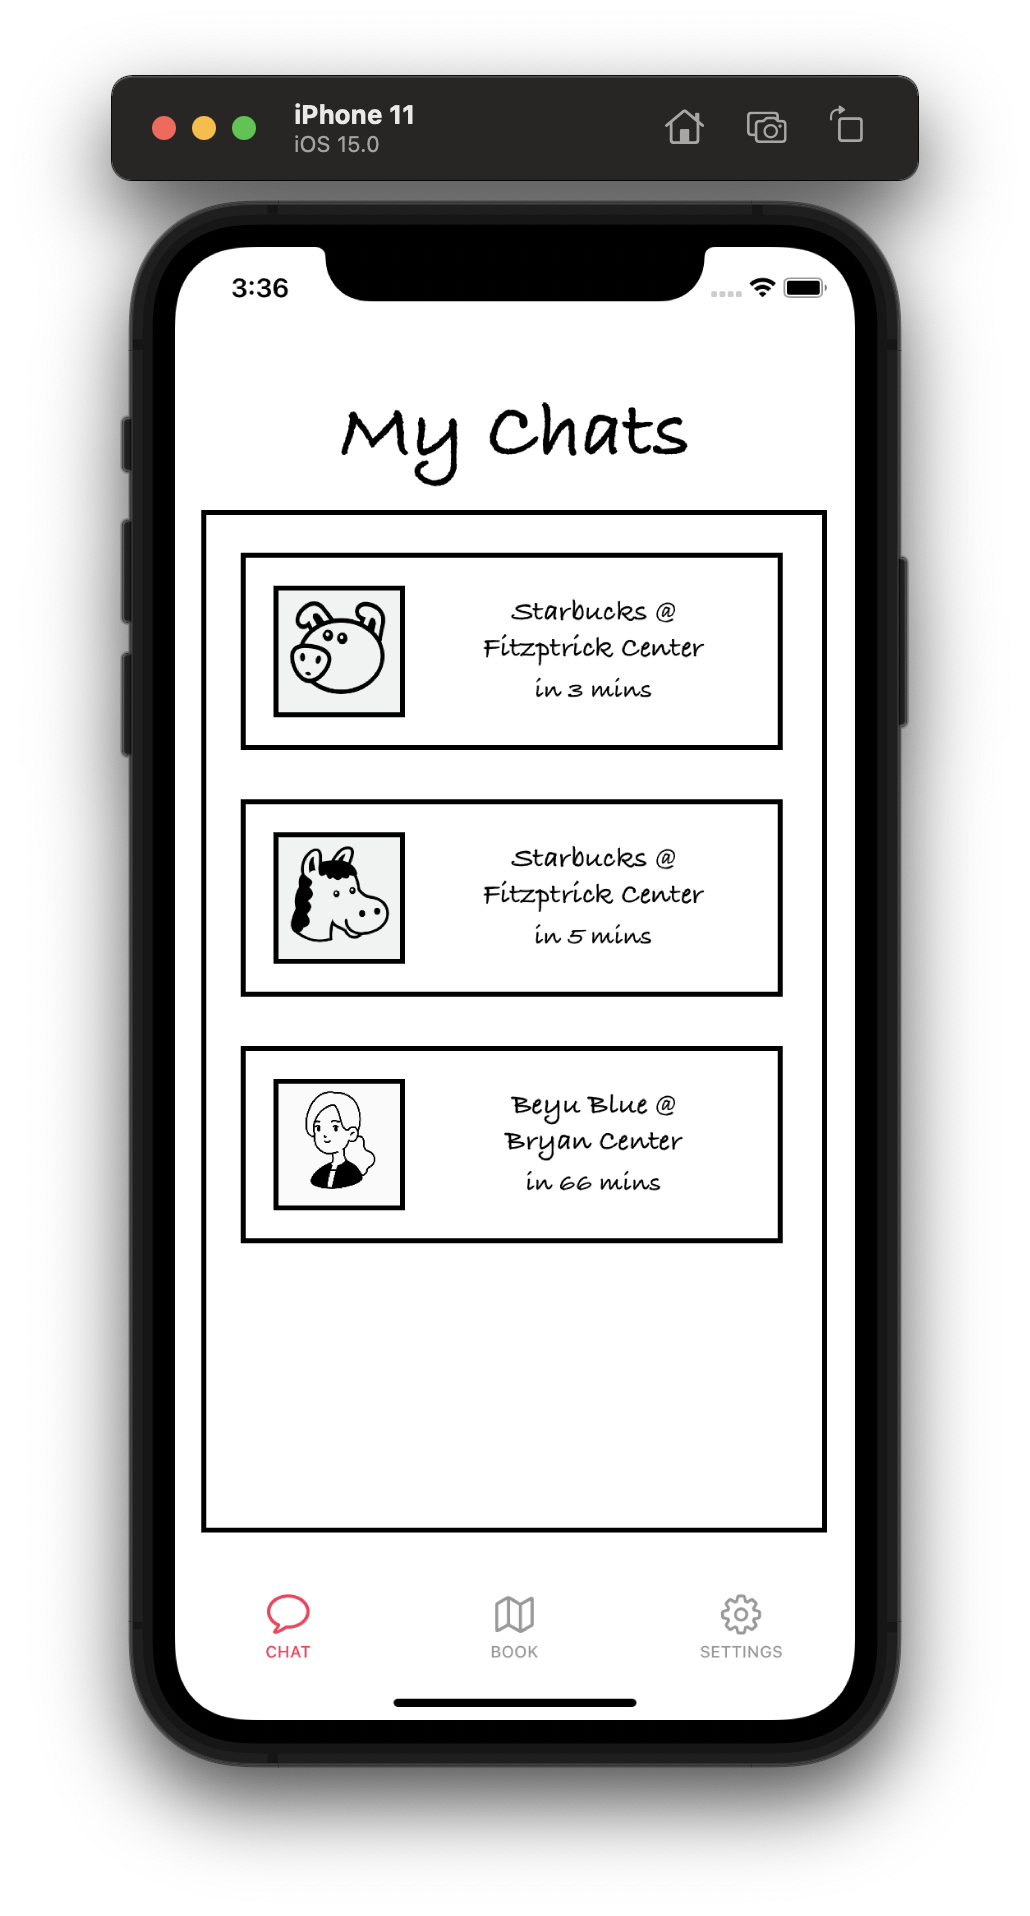 iPhone 11
iOS 15.0
3:36
My Chats
Starbucks @
Fitzptrick Center
in 3 mins
Starbucks @
Fitzptrick Center
in 5 mins
Beyu Blue @
Bryan Center
in 66 mins
CHAT
BOOK
SETTINGS